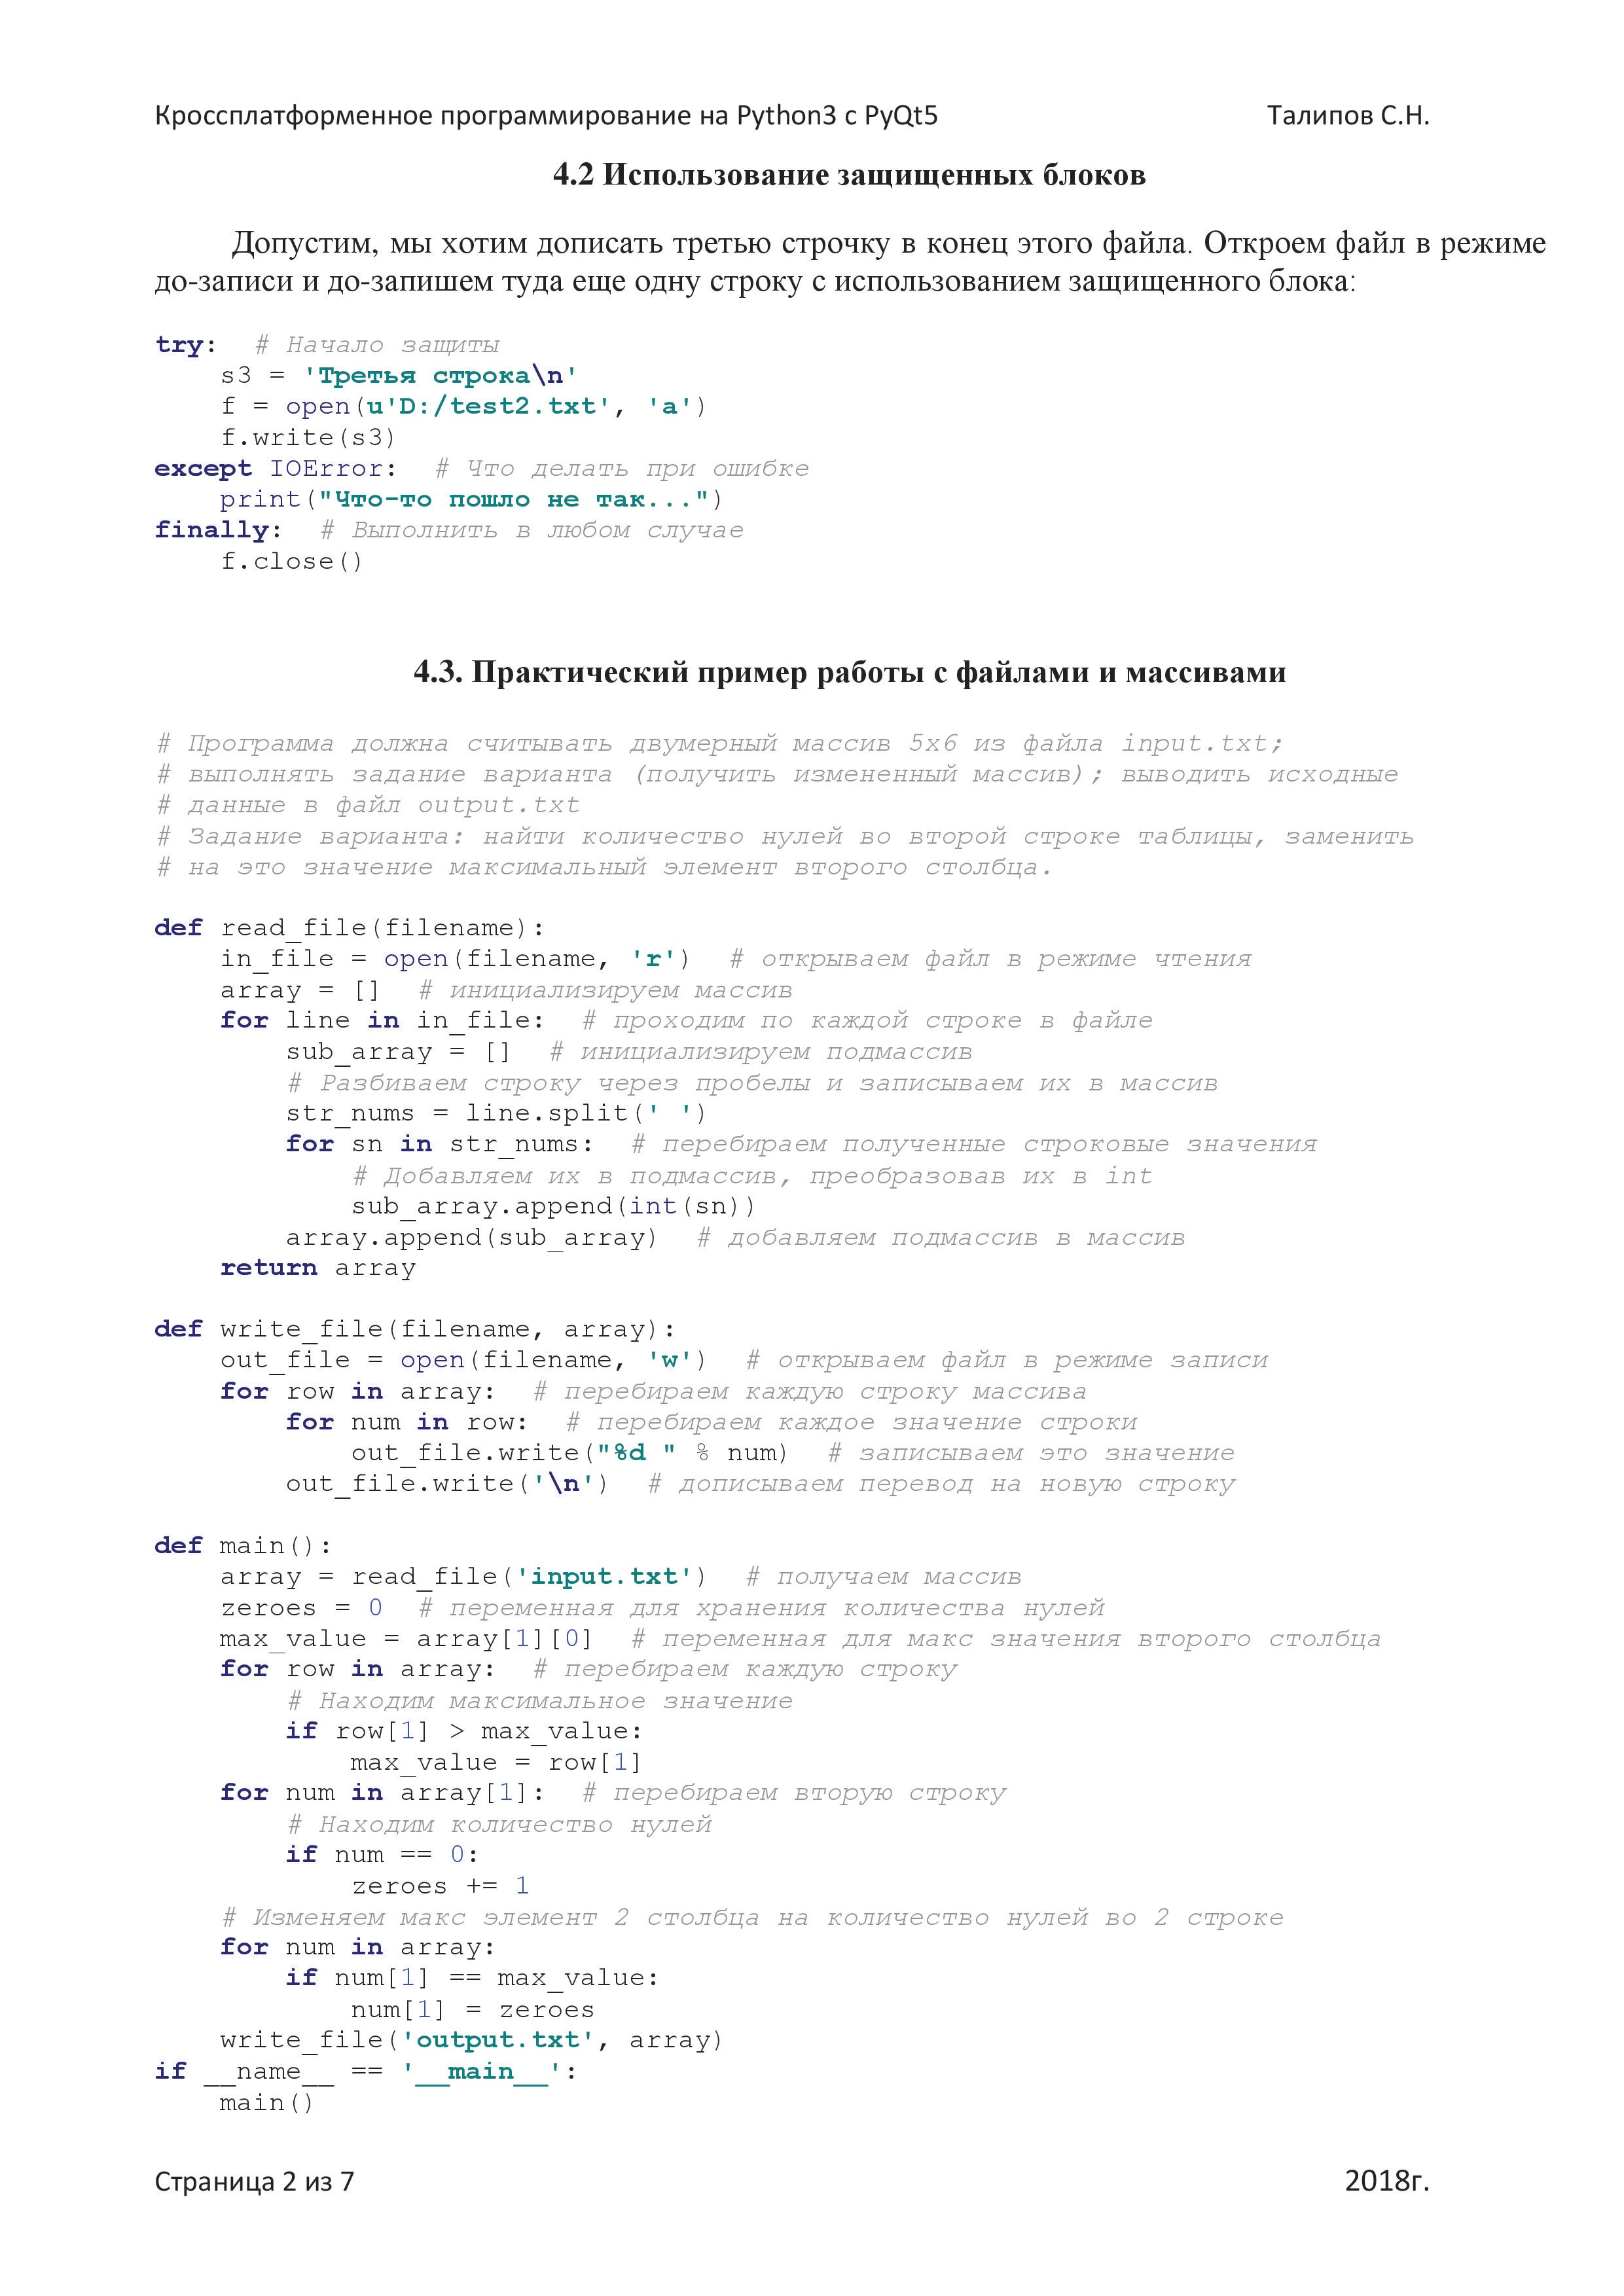 Кроссплатформенное программирование на Python3 с PyQt5 Талипов С.Н.
4.2 Использование защищенных блоков
Допустим, мы хотим дописать третью строчку в конец этого файла. Откроем файл в режиме
до-записи и до-запишем туда еще одну строку с использованием защищенного блока:
try:  # Начало защиты
    s3 = 'Третья строка\n'
    f = open(u'D:/test2.txt', 'a')
    f.write(s3)
except IOError:  # Что делать при ошибке
    print("Что-то пошло не так...")
finally:  # Выполнить в любом случае
    f.close()
4.3. Практический пример работы с файлами и массивами
# Программа должна считывать двумерный массив 5х6 из файла input.txt;
# выполнять задание варианта (получить измененный массив); выводить исходные
# данные в файл output.txt
# Задание варианта: найти количество нулей во второй строке таблицы, заменить
# на это значение максимальный элемент второго столбца.
def read_file(filename):
    in_file = open(filename, 'r')  # открываем файл в режиме чтения
    array = []  # инициализируем массив
    for line in in_file:  # проходим по каждой строке в файле
        sub_array = []  # инициализируем подмассив
        # Разбиваем строку через пробелы и записываем их в массив
        str_nums = line.split(' ')
        for sn in str_nums:  # перебираем полученные строковые значения
            # Добавляем их в подмассив, преобразовав их в int
            sub_array.append(int(sn))
        array.append(sub_array)  # добавляем подмассив в массив
    return array
def write_file(filename, array):
    out_file = open(filename, 'w')  # открываем файл в режиме записи
    for row in array:  # перебираем каждую строку массива
        for num in row:  # перебираем каждое значение строки
            out_file.write("%d " % num)  # записываем это значение
        out_file.write('\n')  # дописываем перевод на новую строку
def main():
    array = read_file('input.txt')  # получаем массив
    zeroes = 0  # переменная для хранения количества нулей
    max_value = array[1][0]  # переменная для макс значения второго столбца
    for row in array:  # перебираем каждую строку
        # Находим максимальное значение
        if row[1] > max_value:
            max_value = row[1]
    for num in array[1]:  # перебираем вторую строку
        # Находим количество нулей
        if num == 0:
            zeroes += 1
    # Изменяем макс элемент 2 столбца на количество нулей во 2 строке
    for num in array:
        if num[1] == max_value:
            num[1] = zeroes
    write_file('output.txt', array)
if __name__ == '__main__':
    main()
Страница 2 из 7 2018г.